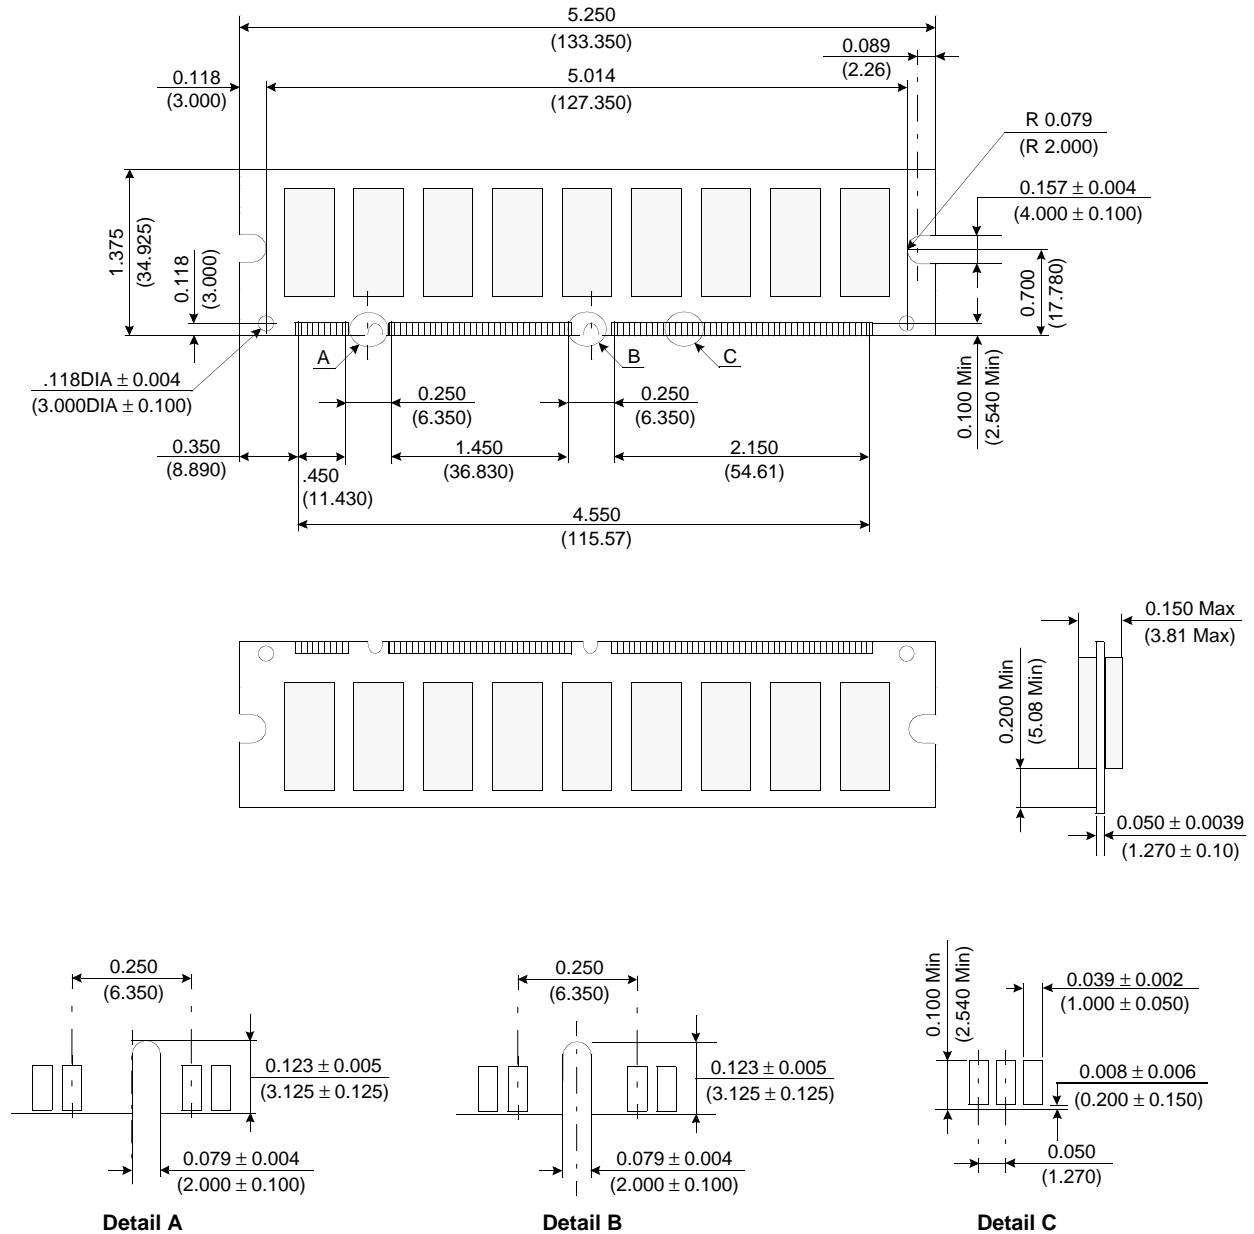 5.250
(133.350)
0.089
(2.26)
0.118
(3.000)
5.014
(127.350)
R 0.079
(R 2.000)
0.157 ± 0.004
(4.000 ± 0.100)
1.375
(34.925)
0.118
(3.000)
0.700
(17.780)
A
B
C
.118DIA ± 0.004
(3.000DIA ± 0.100)
0.250
(6.350)
0.250
(6.350)
0.100 Min
(2.540 Min)
0.350
(8.890)
.450
(11.430)
1.450
(36.830)
2.150
(54.61)
4.550
(115.57)
0.150 Max
(3.81 Max)
0.200 Min
(5.08 Min)
0.050 ± 0.0039
(1.270 ± 0.10)
0.250
(6.350)
0.123 ± 0.005
(3.125 ± 0.125)
0.079 ± 0.004
(2.000 ± 0.100)
Detail A
0.250
(6.350)
0.123 ± 0.005
(3.125 ± 0.125)
0.079 ± 0.004
(2.000 ± 0.100)
Detail B
0.100 Min
(2.540 Min)
0.039 ± 0.002
(1.000 ± 0.050)
0.008 ± 0.006
(0.200 ± 0.150)
0.050
(1.270)
Detail C